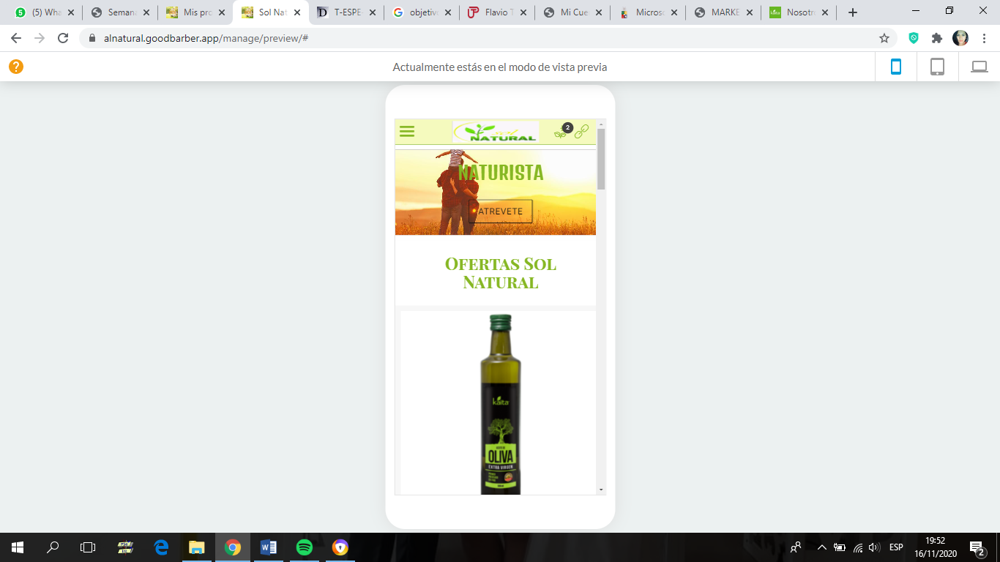 (5) Wha
Semana
Mis pro
Sol Nat
T-ESPE
objetivo
Flavio T
Mi Cue
Microso
MARKE
Nosotro
alnatural.goodbarber.app/manage/preview/#
Actualmente estás en el modo de vista previa
NATURAL
2
NATURISTA
ATREVETE
Ofertas Sol
Natural
kaita
OLIVA
EXTRA VIRGEN
ESP
19:52
16/11/2020
2